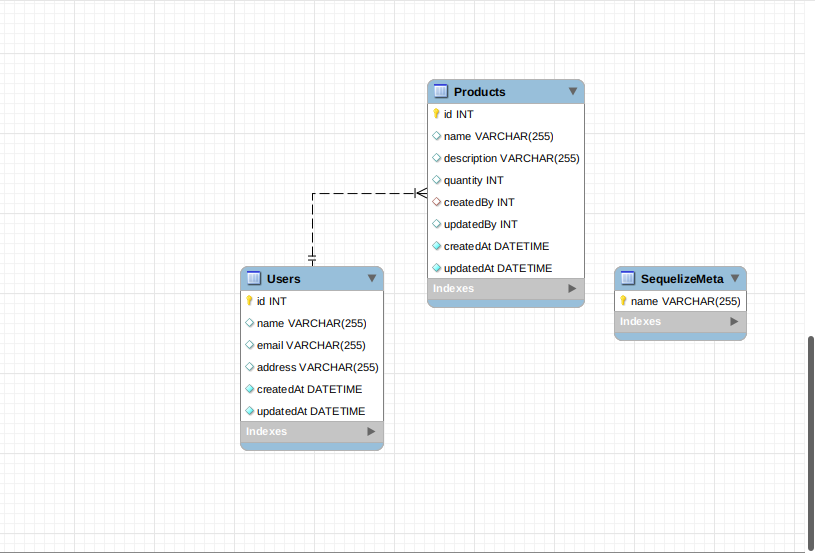 Products
id INT
name VARCHAR(255)
description VARCHAR(255)
quantity INT
createdBy INT
updatedBy INT
createdAt DATETIME
updatedAt DATETIME
Indexes
Users
id INT
name VARCHAR(255)
email VARCHAR(255)
address VARCHAR(255)
createdAt DATETIME
updatedAt DATETIME
Indexes
SequelizeMeta
name VARCHAR(255)
Indexes